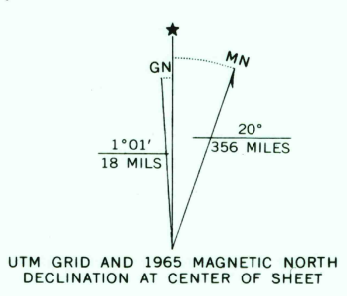 ★
GN
MN
1°01'
18 MILS
20°
356 MILES
UTM GRID AND 1965 MAGNETIC NORTH
DECLINATION AT CENTER OF SHEET